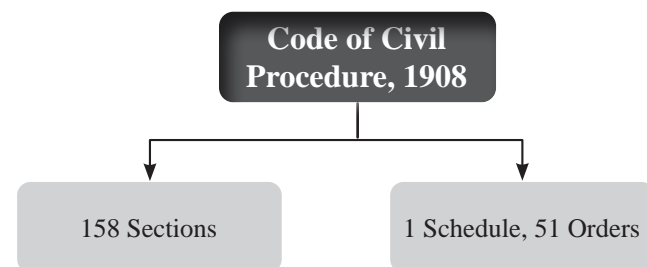 Code of Civil
Procedure, 1908
158 Sections
1 Schedule, 51 Orders